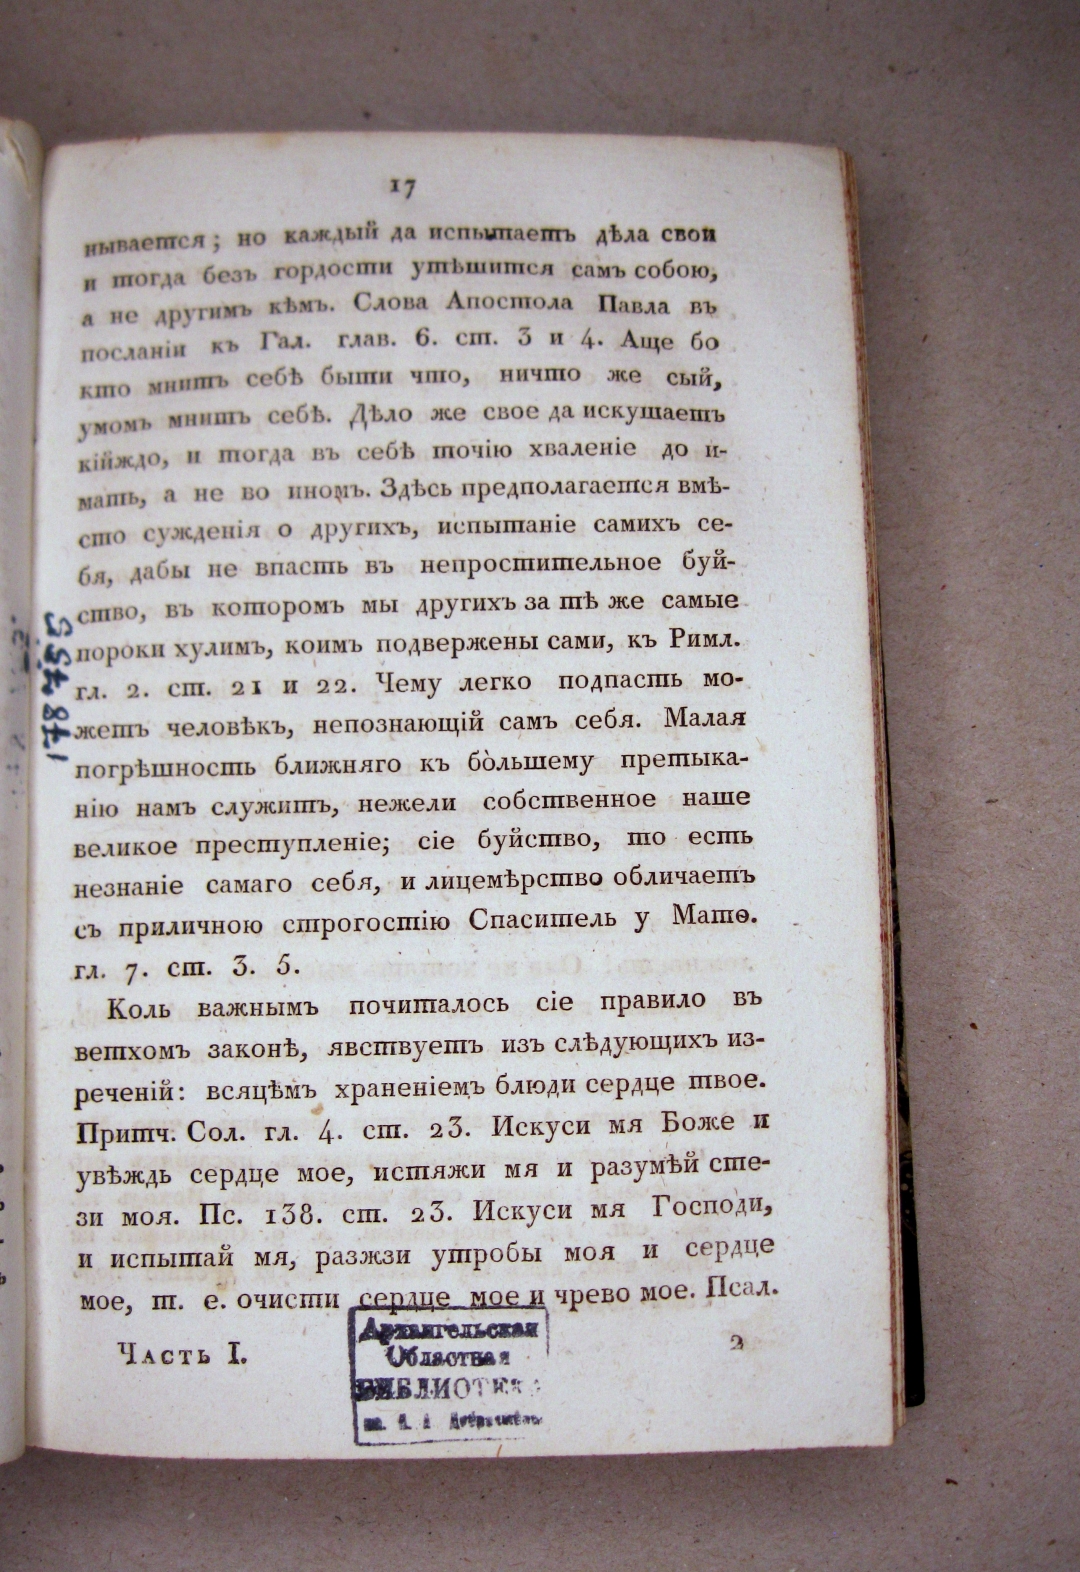 17
нывается; но каждый да испытаетъ дѣла свои
и тогда безъ гордости утѣшится самъ собою,
а не другимъ кѣмъ. Слова Апостола Павла въ
посланіи къ Гал. глав. 6. ст. 3 и 4. Аще бо
кто мнитъ себѣ быти что, ничто же сый,
умомъ мнитъ себѣ. Дѣло же свое да искушаетъ
кійждо, и тогда въ себѣ точію хваленіе до и-
мать, а не во иномъ. Здѣсь предполагается вмѣ-
сто сужденія о другихъ, испытаніе самихъ се-
бя, дабы не впасть въ непростительное буй-
ство, въ которомъ мы другихъ за тѣ же самые
пороки хулимъ, коимъ подвержены сами, къ Римл.
гл. 2. ст. 21 и 22. Чему легко подпасть мо-
жетъ человѣкъ, непознающій самъ себя. Малая
погрѣшность ближняго къ бо̀льшему претыка-
нію намъ служитъ, нежели собственное наше
великое преступленіе; сіе буйство, то есть
незнаніе самаго себя, и лицемѣрство обличаетъ
съ приличною строгостію Спаситель у Матѳ.
гл. 7. ст. 3. 5.
Коль важнымъ почиталось сіе правило въ
ветхомъ законѣ, явствуетъ изъ слѣдующихъ из-
реченій: всяцѣмъ храненіемъ блюди сердце твое.
Притч. Сол. гл. 4. ст. 23. Искуси мя Боже и
увѣждь сердце мое, истяжи мя и разумѣй сте-
зи моя. Пс. 138. ст. 23. Искуси мя Господи,
и испытай мя, разжзи утробы моя и сердце
мое, т. е. очисти сердце мое и чрево мое. Псал.
Часть I.
2
Архангельская
Областная
БИБЛИОТЕКА